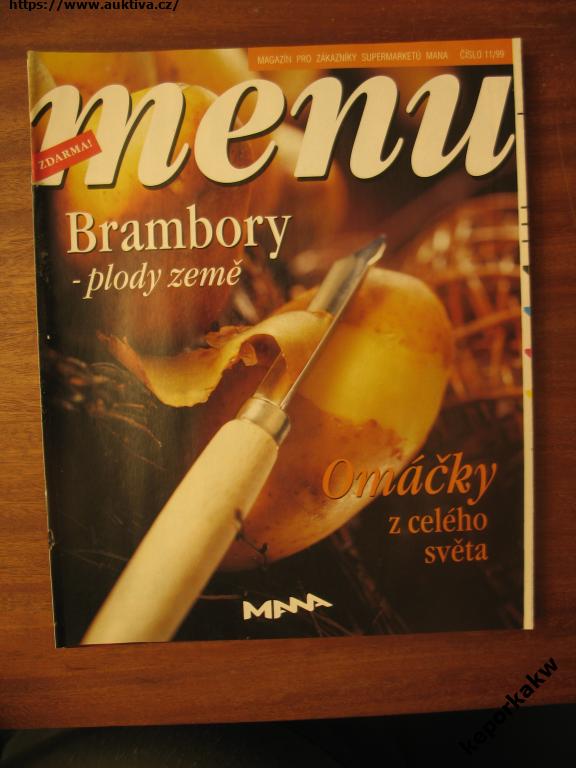 https://www.auktiva.cz/
MAGAZÍN PRO ZÁKAZNÍKY SUPERMARKETŮ MANA ČÍSLO 11/99
menu
ZDARMA!
Brambory
- plody země
Omáčky
z celého
světa
MANA
keporkakw